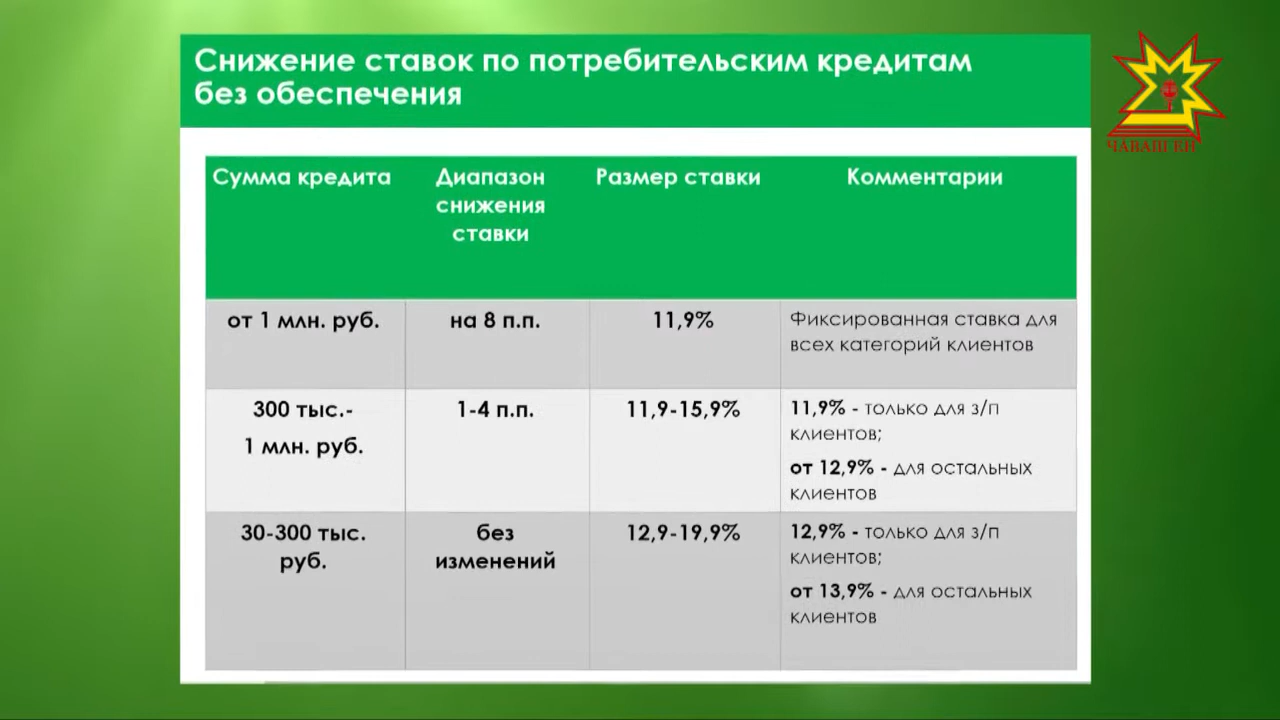 Снижение ставок по потребительским кредитам
без обеспечения
ЧАВАШ ЕН
Сумма кредита
Диапазон
снижения
ставки
Размер ставки
Комментарии
от 1 млн. руб.
на 8 п.п.
11,9%
Фиксированная ставка для
всех категорий клиентов
300 тыс.-
1 млн. руб.
1-4 п.п.
11,9-15,9%
11,9% - только для з/п
клиентов;
от 12,9% - для остальных
клиентов
30-300 тыс.
руб.
без
изменений
12,9-19,9%
12,9% - только для з/п
клиентов;
от 13,9% - для остальных
клиентов